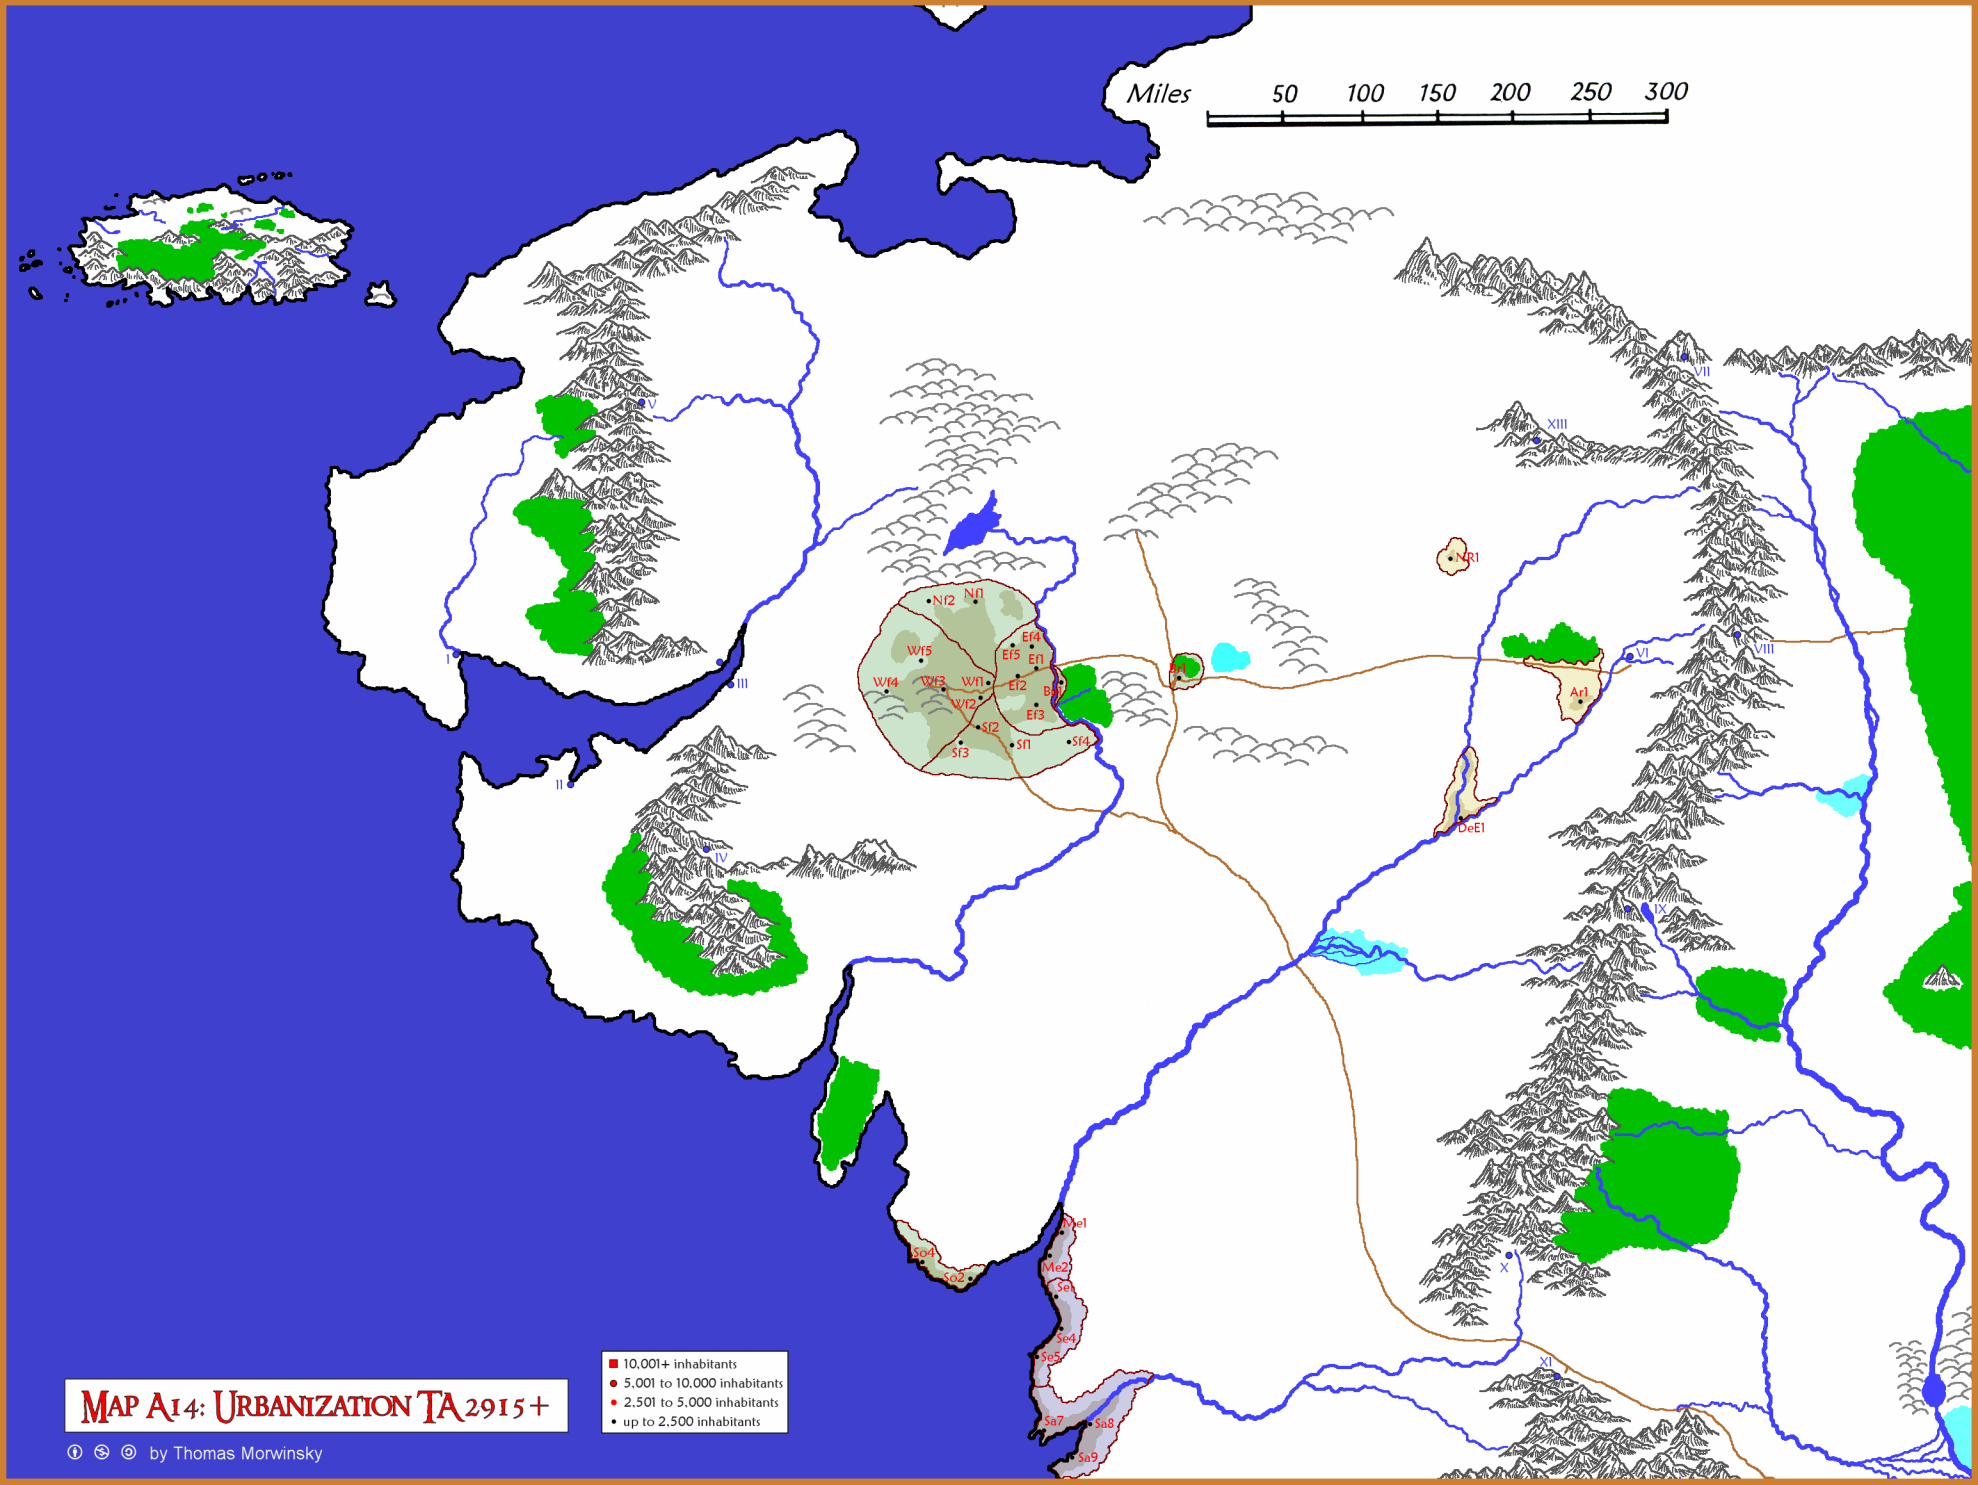 Miles 50 100 150 200 250 300
VII
V
XIII
NR1
Nf2 Nf1
Ef4
Wf5 Ef5 Ef1
VIII
VI
I
Br1
Wf4 Wf3 Wf1 Ef2
III
Ar1
Wf2 Ef3
Sf2
Sf3 Sf1 Sf4
II
DeE1
IV
IX
Me1
So4
Me2
X
So2
Se4
Se5
XI
10,001+ inhabitants
5,001 to 10,000 inhabitants
2,501 to 5,000 inhabitants
up to 2,500 inhabitants
Map A14: Urbanization TA 2915+
Sa7 Sa8
by Thomas Morwinsky
Sa9